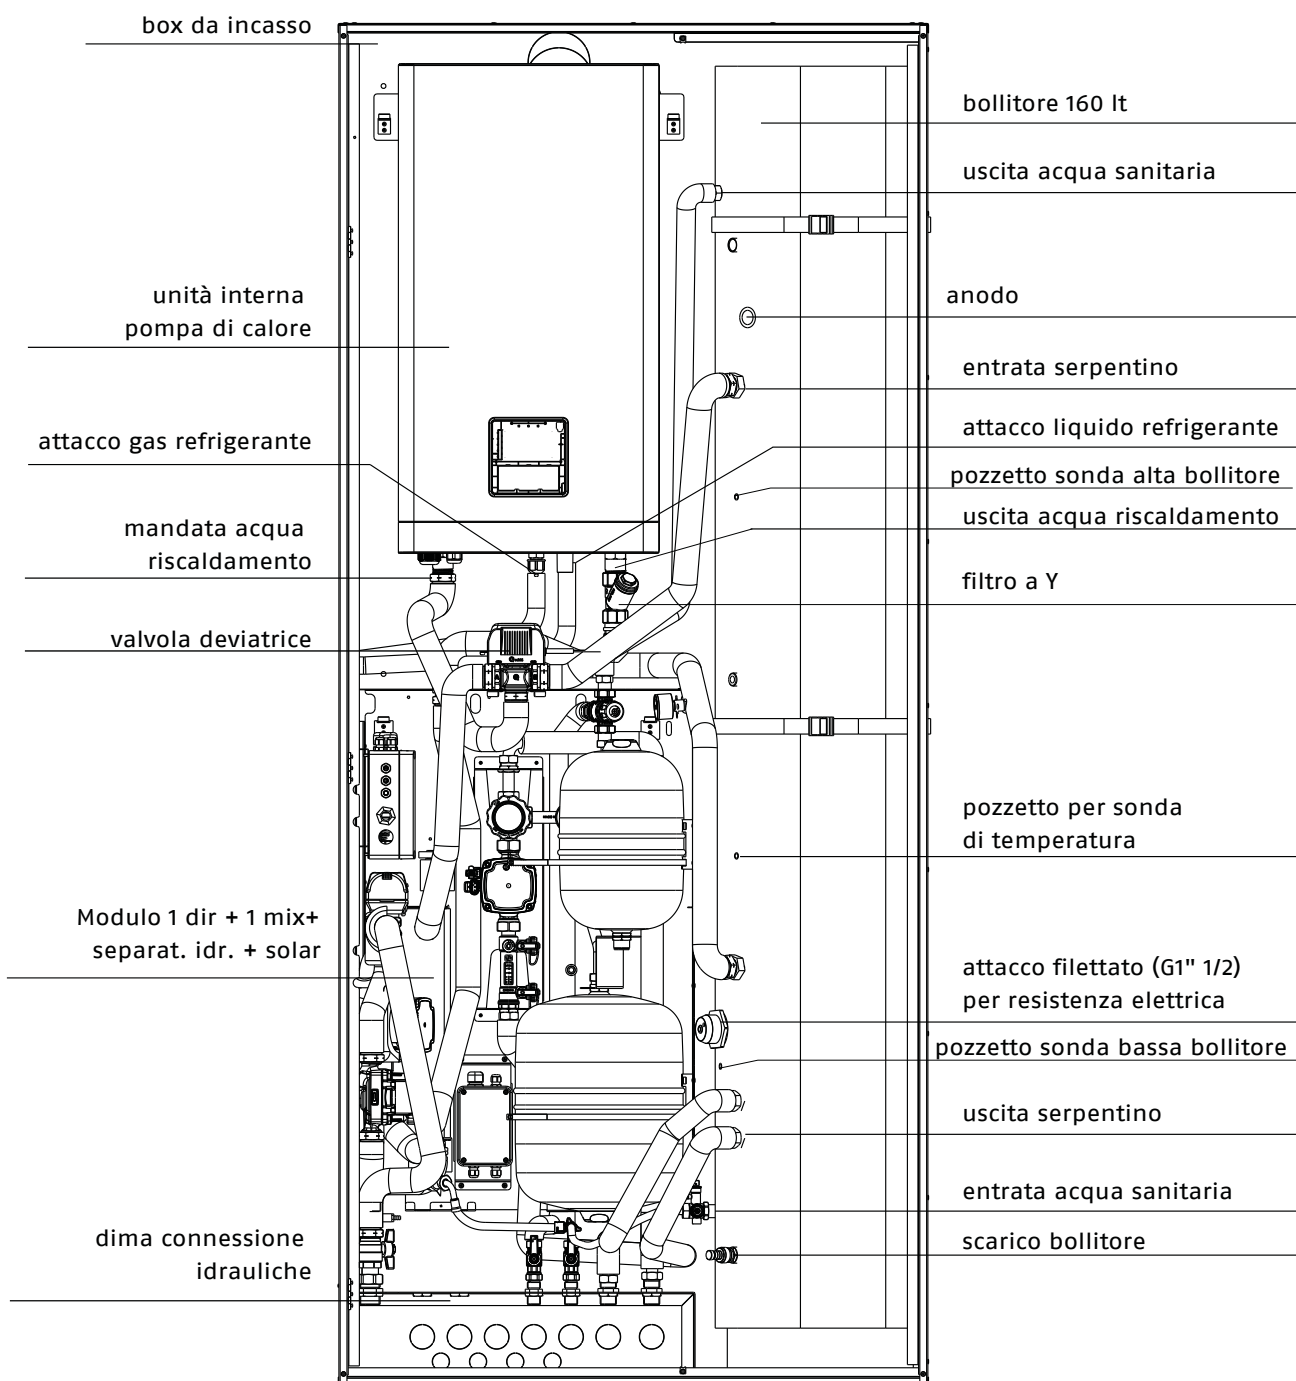 box da incasso
unità interna
pompa di calore
attacco gas refrigerante
mandata acqua
riscaldamento
valvola deviatrice
Modulo 1 dir + 1 mix+
separat. idr. + solar
dima connessione
idrauliche
bollitore 160 lt
uscita acqua sanitaria
anodo
entrata serpentino
attacco liquido refrigerante
pozzetto sonda alta bollitore
uscita acqua riscaldamento
filtro a Y
pozzetto per sonda
di temperatura
attacco filettato (G1" 1/2)
per resistenza elettrica
pozzetto sonda bassa bollitore
uscita serpentino
entrata acqua sanitaria
scarico bollitore